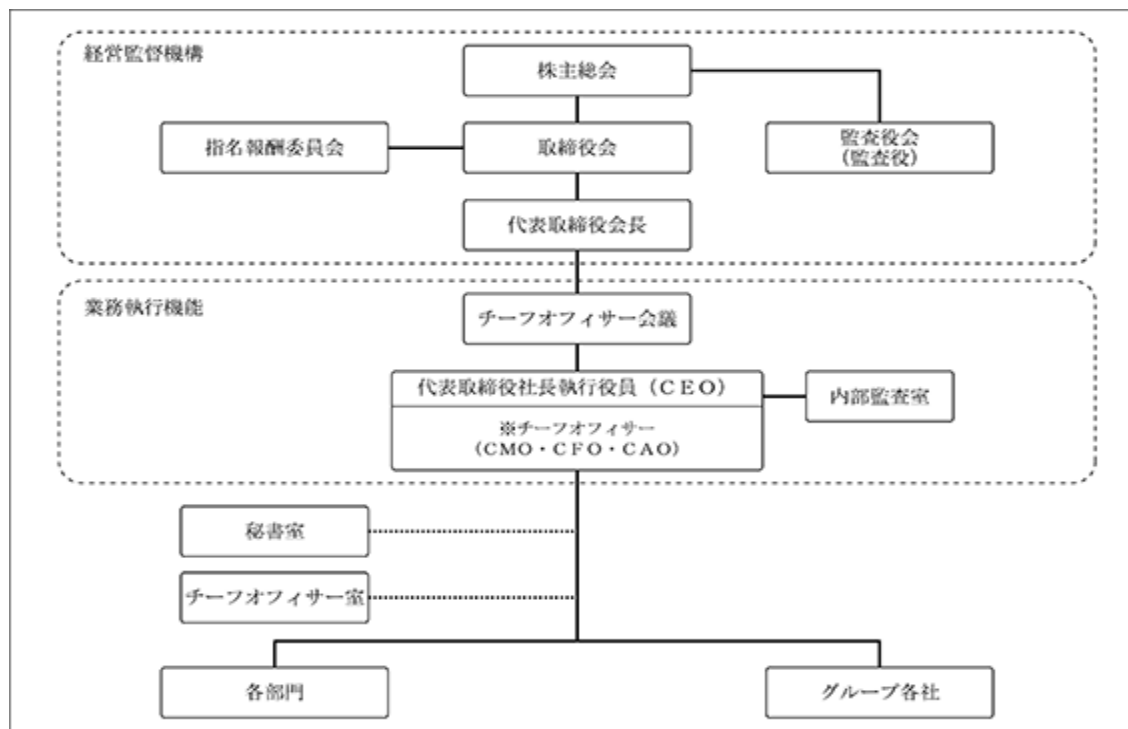 経営監督機構
株主総会
指名報酬委員会
取締役会
監査役会
(監査役)
代表取締役会長
業務執行機能
チーフオフィサー会議
代表取締役社長執行役員（ＣＥＯ）
内部監査室
※チーフオフィサー
（ＣＭＯ・ＣＦＯ・ＣＡＯ）
秘書室
チーフオフィサー室
各部門
グループ各社